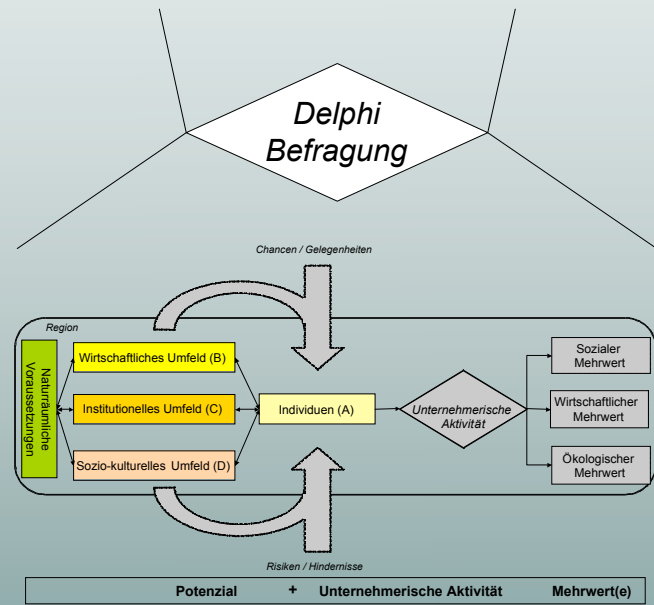 Delphi
Befragung
Chancen / Gelegenheiten
Region
Naturräumliche
Voraussetzungen
Wirtschaftliches Umfeld (B)
Institutionelles Umfeld (C)
Sozio-kulturelles Umfeld (D)
Individuen (A)
Unternehmerische
Aktivität
Sozialer
Mehrwert
Wirtschaftlicher
Mehrwert
Ökologischer
Mehrwert
Risiken / Hindernisse
Potenzial + Unternehmerische Aktivität Mehrwert(e)